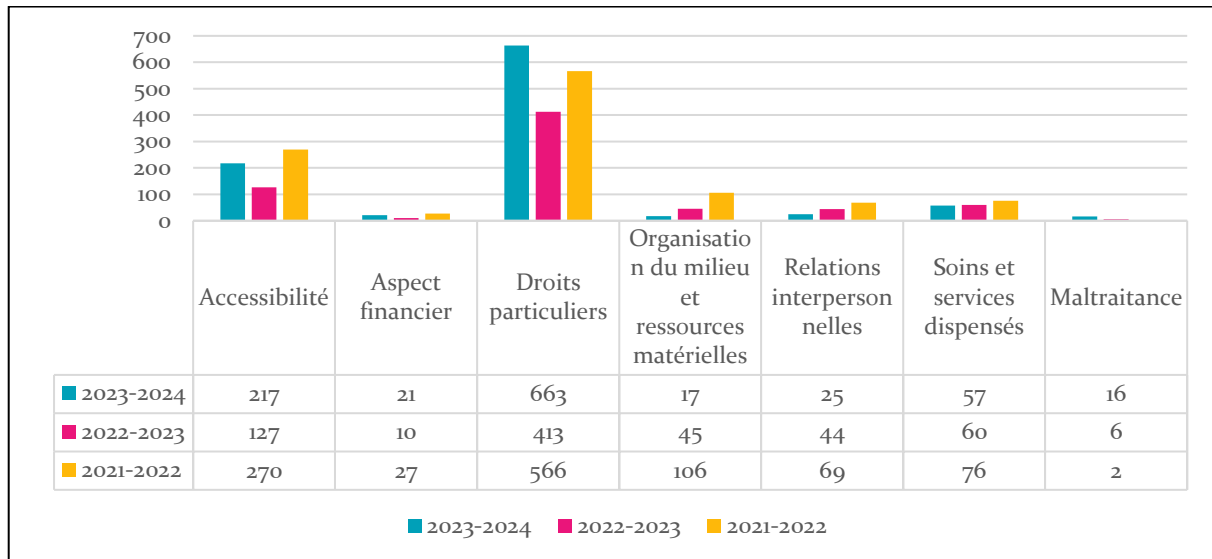 700
600
500
400
300
200
100
0
Accessibilité
Aspect
financier
Droits
particuliers
Organisatio
n du milieu
et
ressources
matérielles
Relations
interperson
nelles
Soins et
services
dispensés
Maltraitance
2023-2024 217 21 663 17 25 57 16
2022-2023 127 10 413 45 44 60 6
2021-2022 270 27 566 106 69 76 2
2023-2024 2022-2023 2021-2022